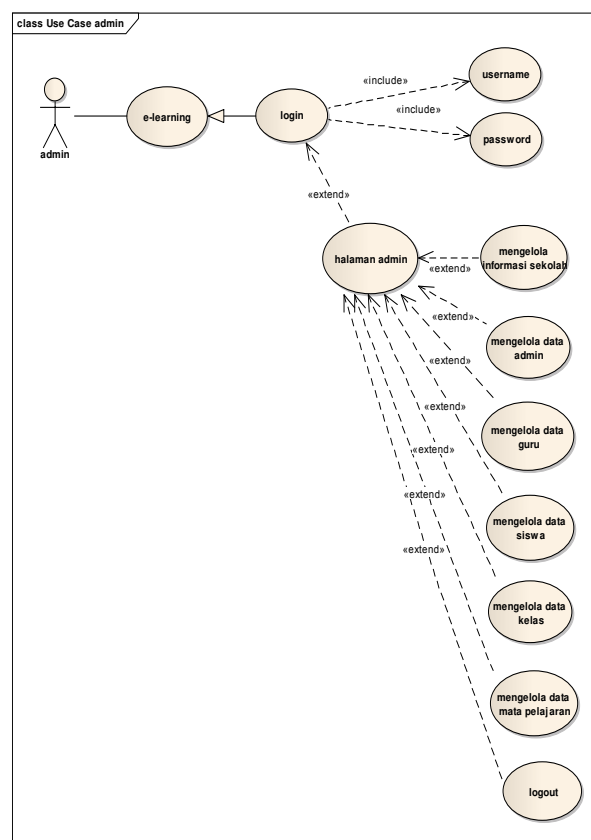 class Use Case admin
admin
e-learning
login
«include»
username
«include»
password
«extend»
halaman admin
«extend»
mengelola
informasi sekolah
«extend»
mengelola data
admin
«extend»
mengelola data
guru
«extend»
mengelola data
siswa
«extend»
mengelola data
kelas
«extend»
mengelola data
mata pelajaran
«extend»
logout